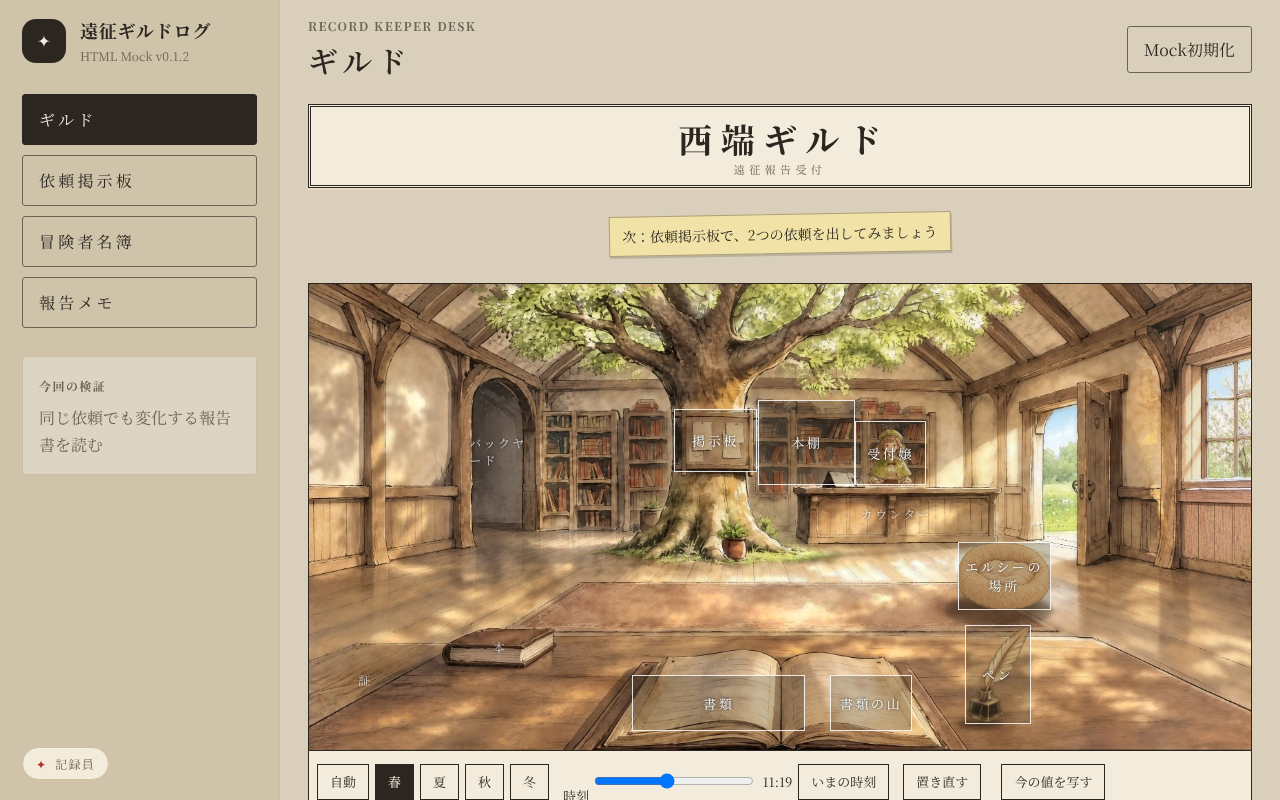 遠征ギルドログ
HTML Mock v0.1.2
ギルド
依頼掲示板
冒険者名簿
報告メモ
今回の検証
同じ依頼でも変化する報告
書を読む
✦ 記録員
RECORD KEEPER DESK
ギルド
Mock初期化
西端ギルド
遠征報告受付
次：依頼掲示板で、2つの依頼を出してみましょう
バックヤ
ード
掲示板
本棚
受付嬢
カウンター
エルシーの
場所
本
証
ペン
書類
書類の山
自動 春 夏 秋 冬 時刻 11:19 いまの時刻 置き直す 今の値を写す